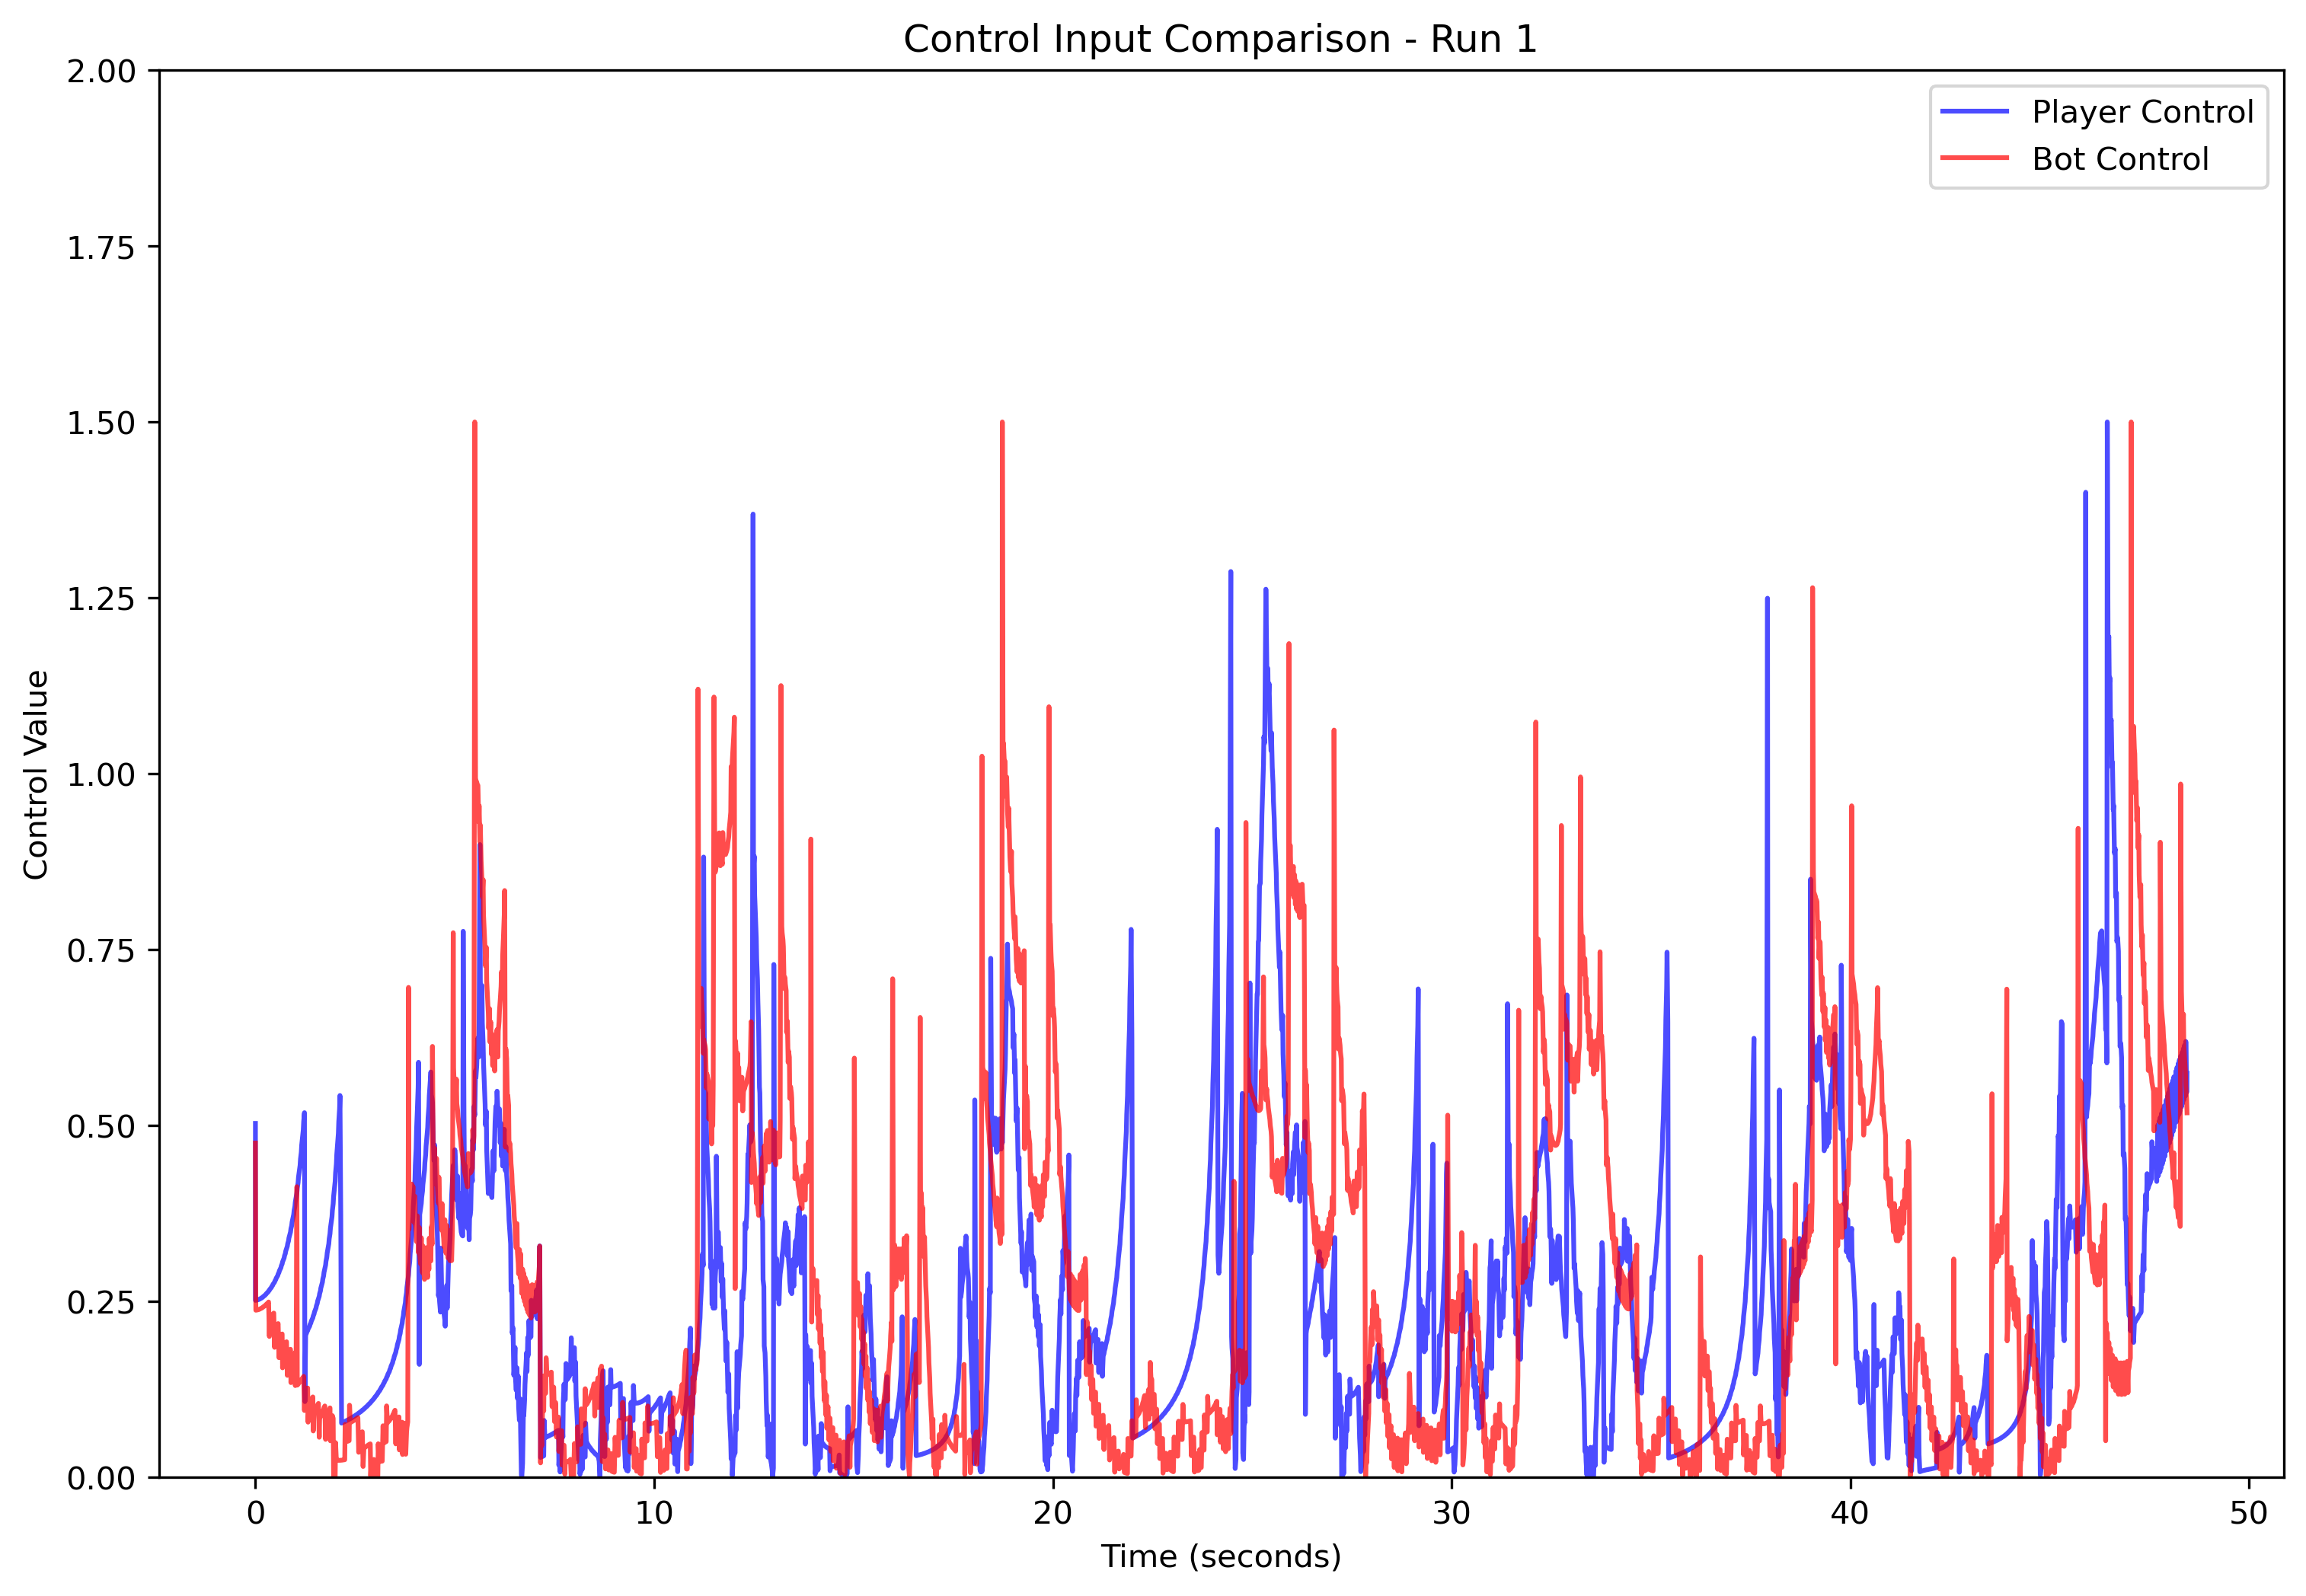 Control Input Comparison - Run 1
Player Control
Bot Control
2.00
1.75
1.50
1.25
1.00
0.75
0.50
0.25
0.00
Control Value
0 10 20 30 40 50
Time (seconds)